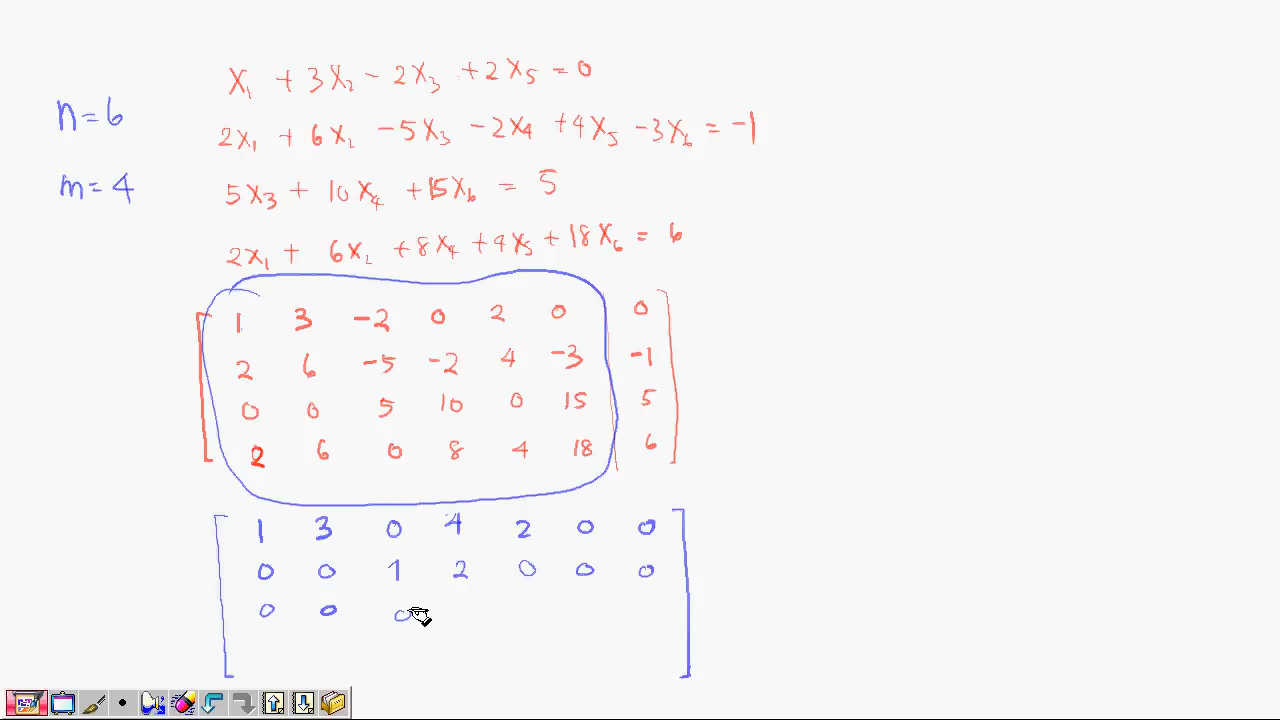 x₁ + 3x₂ - 2x₃ + 2x₅ = 0
n = 6
2x₁ + 6x₂ - 5x₃ - 2x₄ + 4x₅ - 3x₆ = -1
m = 4
5x₃ + 10x₄ + 15x₆ = 5
2x₁ + 6x₂ + 8x₄ + 4x₅ + 18x₆ = 6
1 3 -2 0 2 0 0
2 6 -5 -2 4 -3 -1
0 0 5 10 0 15 5
2 6 0 8 4 18 6
1 3 0 4 2 0 0
0 0 1 2 0 0 0
0 0 0